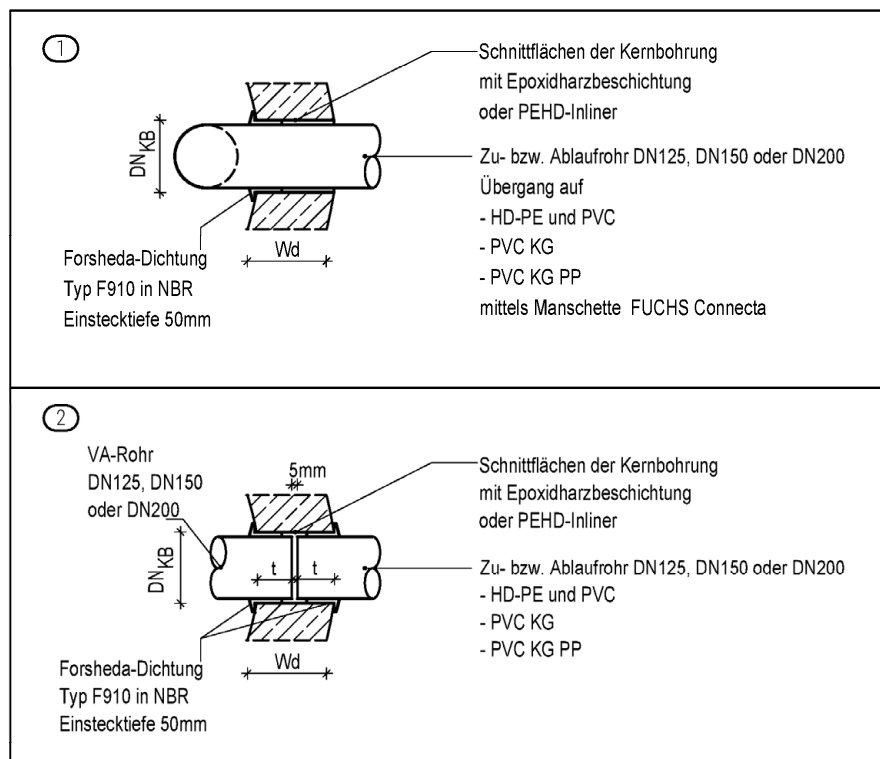 1
Schnittflächen der Kernbohrung
mit Epoxidharzbeschichtung
oder PEHD-Inliner
DN KB
Zu- bzw. Ablaufrohr DN125, DN150 oder DN200
Übergang auf
- HD-PE und PVC
- PVC KG
- PVC KG PP
mittels Manschette FUCHS Connecta
Wd
Forsheda-Dichtung
Typ F910 in NBR
Einstecktiefe 50mm
2
VA-Rohr
DN125, DN150
oder DN200
5mm
Schnittflächen der Kernbohrung
mit Epoxidharzbeschichtung
oder PEHD-Inliner
DN KB
t
t
Zu- bzw. Ablaufrohr DN125, DN150 oder DN200
- HD-PE und PVC
- PVC KG
- PVC KG PP
Wd
Forsheda-Dichtung
Typ F910 in NBR
Einstecktiefe 50mm